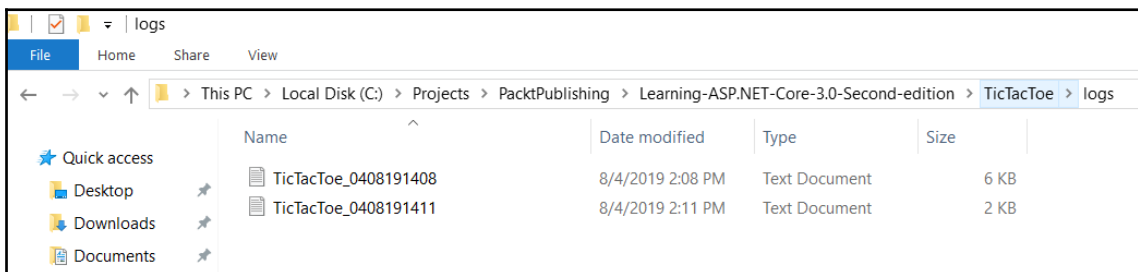 logs
File Home Share View
This PC > Local Disk (C:) > Projects > PacktPublishing > Learning-ASP.NET-Core-3.0-Second-edition > TicTacToe > logs
Name Date modified Type Size
Quick access
TicTacToe_0408191408 8/4/2019 2:08 PM Text Document 6 KB
Desktop
TicTacToe_0408191411 8/4/2019 2:11 PM Text Document 2 KB
Downloads
Documents